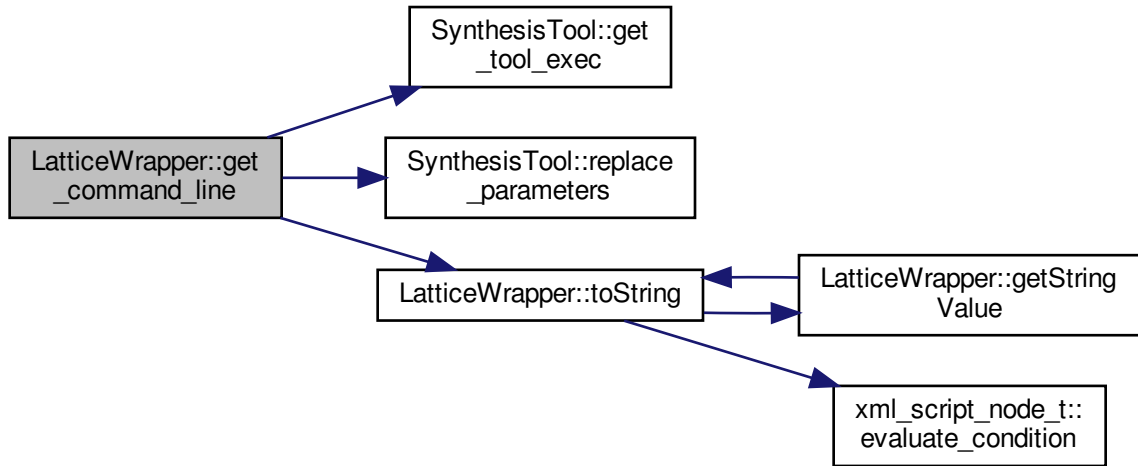 SynthesisTool::get
_tool_exec
LatticeWrapper::get
_command_line
SynthesisTool::replace
_parameters
LatticeWrapper::toString
LatticeWrapper::getString
Value
xml_script_node_t::
evaluate_condition